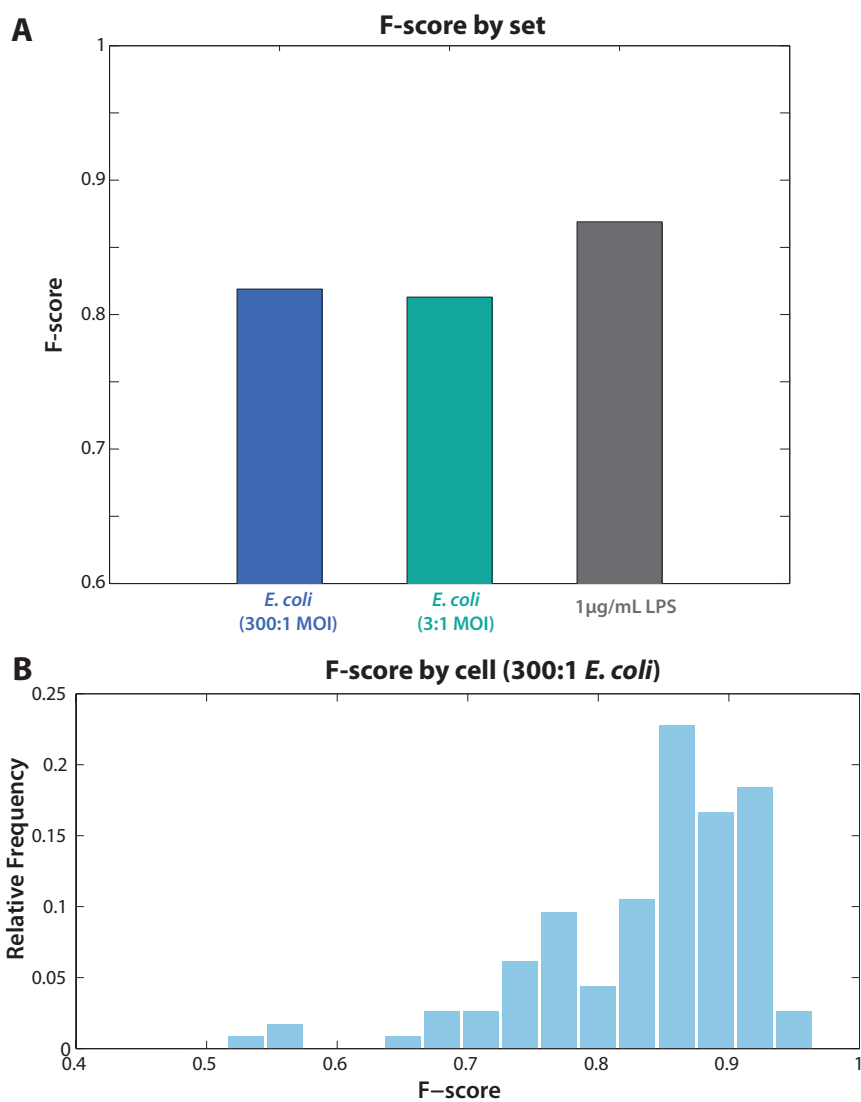 A
F-score by set
1
0.9
0.8
0.7
0.6
F-score
E. coli
(300:1 MOI)
E. coli
(3:1 MOI)
1µg/mL LPS
B
F-score by cell (300:1 E. coli)
0.25
0.2
0.15
0.1
0.05
0
Relative Frequency
0.4 0.5 0.6 0.7 0.8 0.9 1
F−score